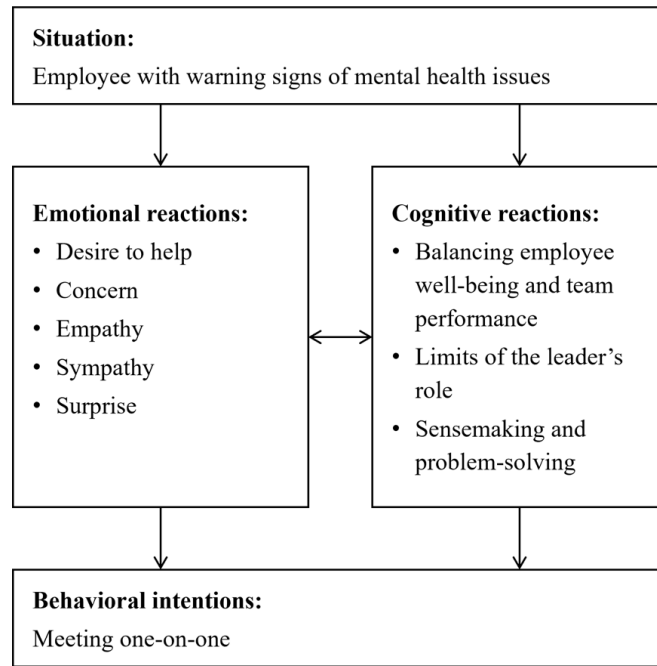 Situation:
Employee with warning signs of mental health issues
Emotional reactions:
• Desire to help
• Concern
• Empathy
• Sympathy
• Surprise
Cognitive reactions:
• Balancing employee
well-being and team
performance
• Limits of the leader’s
role
• Sensemaking and
problem-solving
Behavioral intentions:
Meeting one-on-one